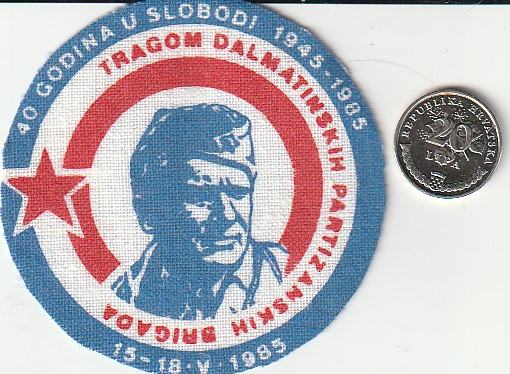 40 GODINA U SLOBODI 1945-1985
TRAGOM DALMATINSKIH PARTIZANSKIH BRIGADA
15-18·V·1985
REPUBLIKA HRVATSKA
20
LIPA